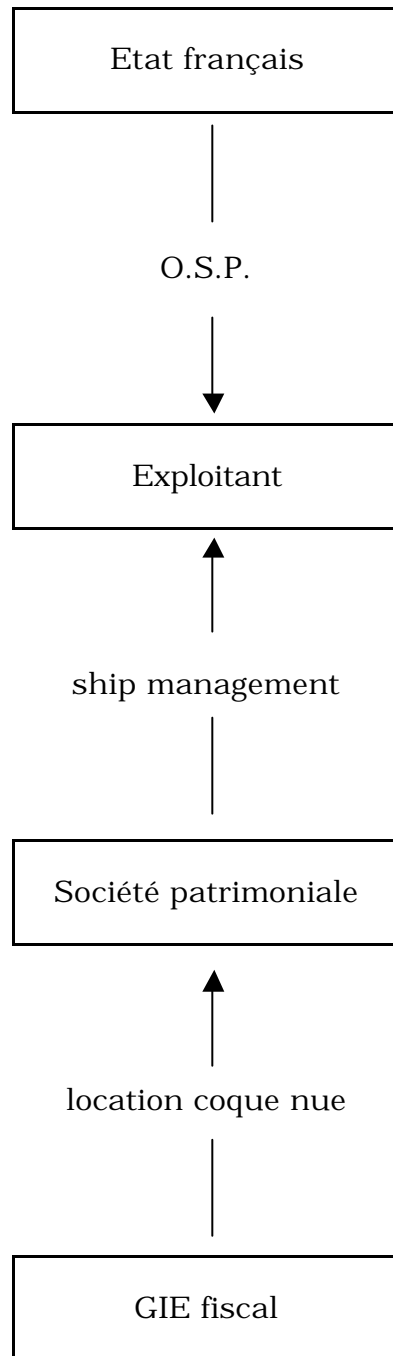 Etat français
O.S.P.
Exploitant
ship management
Société patrimoniale
location coque nue
GIE fiscal